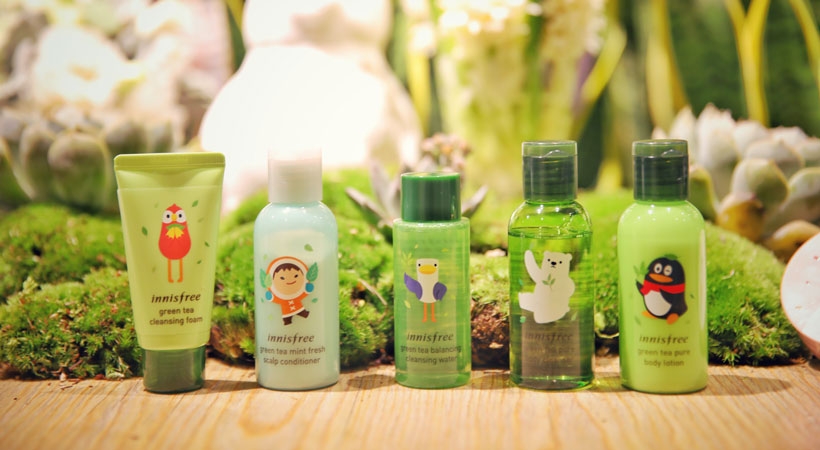 innisfree
green tea
cleansing foam
innisfree
green tea mint fresh
scalp conditioner
innisfree
green tea balancing
cleansing water
innisfree
innisfree
green tea pure
body lotion